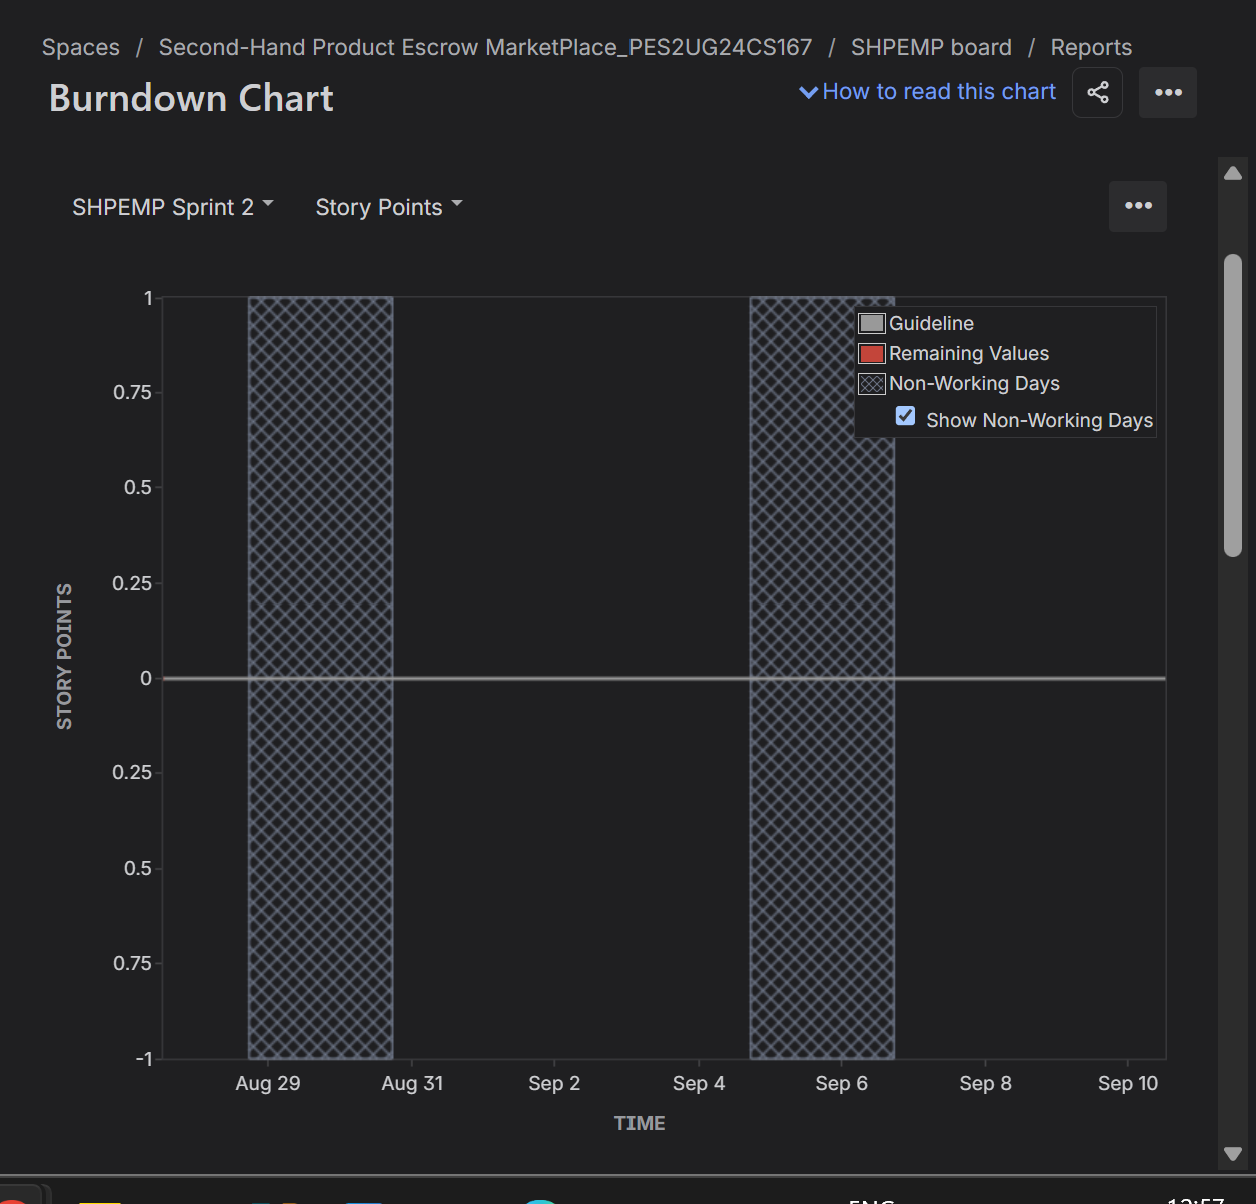 Spaces / Second-Hand Product Escrow MarketPlace_PES2UG24CS167 / SHPEMP board / Reports
Burndown Chart
How to read this chart
SHPEMP Sprint 2
Story Points
1
0.75
0.5
0.25
0
0.25
0.5
0.75
-1
STORY POINTS
Guideline
Remaining Values
Non-Working Days
Show Non-Working Days
Aug 29
Aug 31
Sep 2
Sep 4
Sep 6
Sep 8
Sep 10
TIME